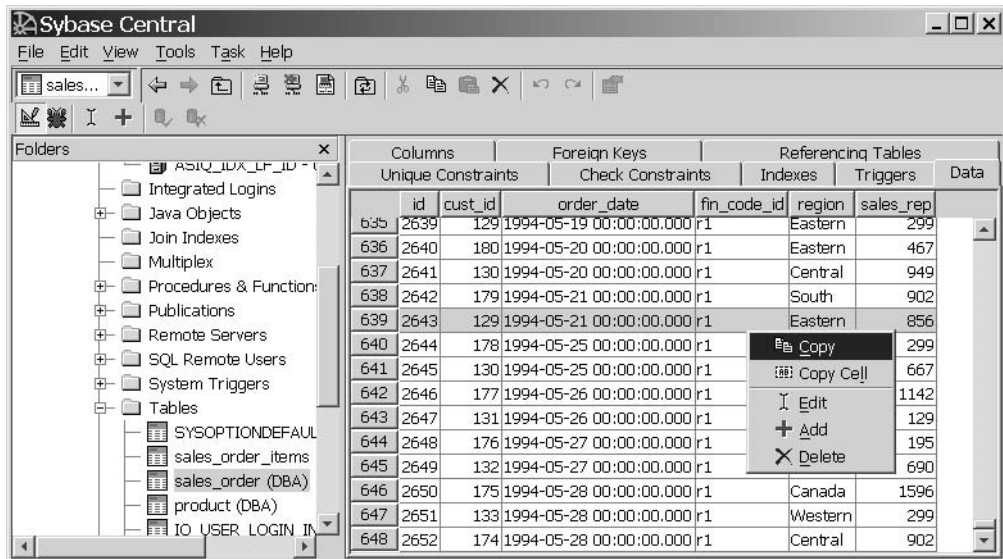 Sybase Central
File Edit View Tools Task Help
sales...
Folders
ASIQ_IDX_LF_ID - (
Integrated Logins
Java Objects
Join Indexes
Multiplex
Procedures & Function:
Publications
Remote Servers
SQL Remote Users
System Triggers
Tables
SYSOPTIONDEFAUL
sales_order_items
sales_order (DBA)
product (DBA)
IQ_USER_LOGIN_IN
Columns Foreign Keys Referencing Tables
Unique Constraints Check Constraints Indexes Triggers Data
id cust_id order_date fin_code_id region sales_rep
635 2639 129 1994-05-19 00:00:00.000 r1 Eastern 299
636 2640 180 1994-05-20 00:00:00.000 r1 Eastern 467
637 2641 130 1994-05-20 00:00:00.000 r1 Central 949
638 2642 179 1994-05-21 00:00:00.000 r1 South 902
639 2643 129 1994-05-21 00:00:00.000 r1 Eastern 856
640 2644 178 1994-05-25 00:00:00.000 r1 299
641 2645 130 1994-05-25 00:00:00.000 r1 667
642 2646 177 1994-05-26 00:00:00.000 r1 1142
643 2647 131 1994-05-26 00:00:00.000 r1 129
644 2648 176 1994-05-27 00:00:00.000 r1 195
645 2649 132 1994-05-27 00:00:00.000 r1 690
646 2650 175 1994-05-28 00:00:00.000 r1 Canada 1596
647 2651 133 1994-05-28 00:00:00.000 r1 Western 299
648 2652 174 1994-05-28 00:00:00.000 r1 Central 902
Copy
Copy Cell
Edit
Add
Delete